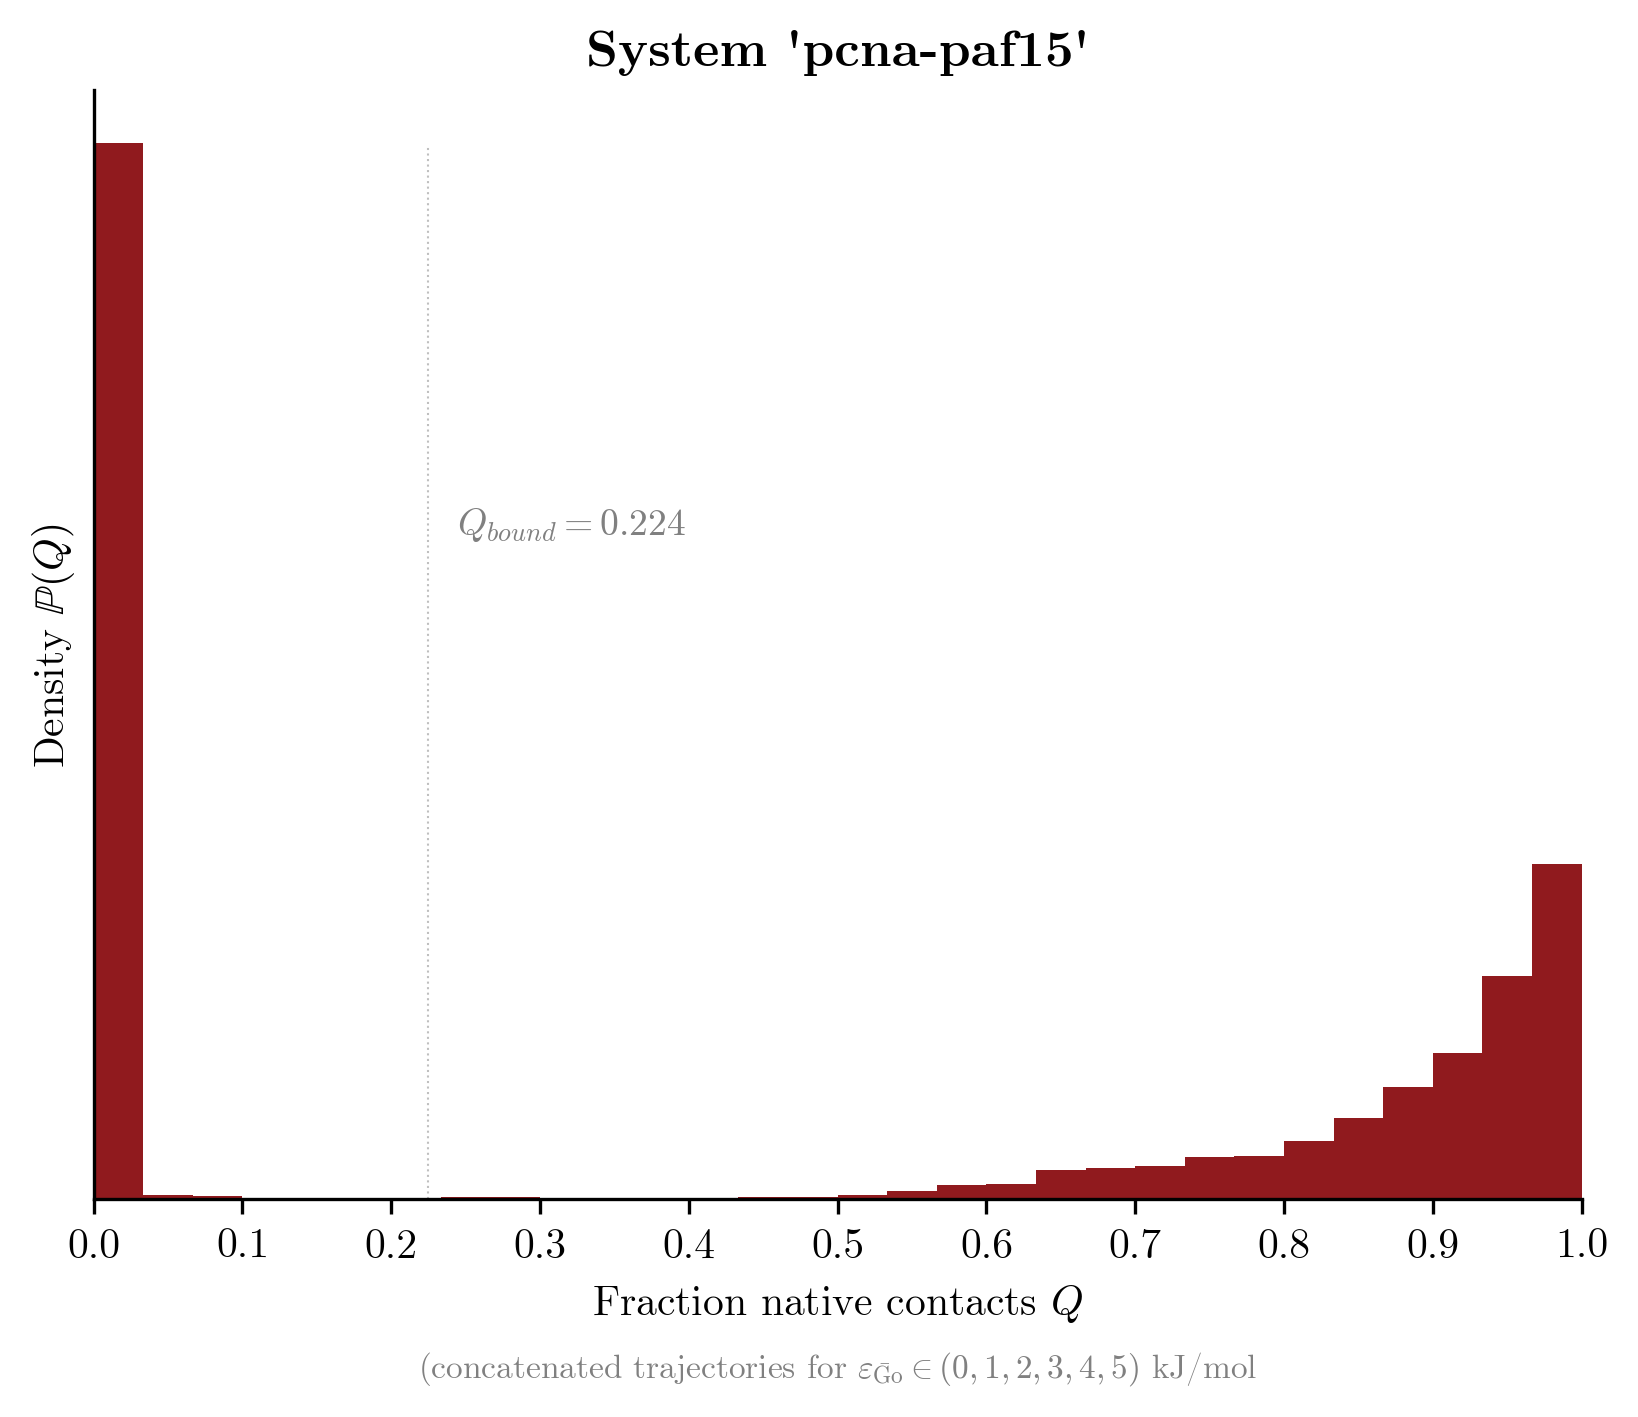 System 'pcna-paf15'
Density ℙ(Q)
Q_bound = 0.224
0.0 0.1 0.2 0.3 0.4 0.5 0.6 0.7 0.8 0.9 1.0
Fraction native contacts Q
(concatenated trajectories for ε_Ḡo ∈ (0, 1, 2, 3, 4, 5) kJ/mol